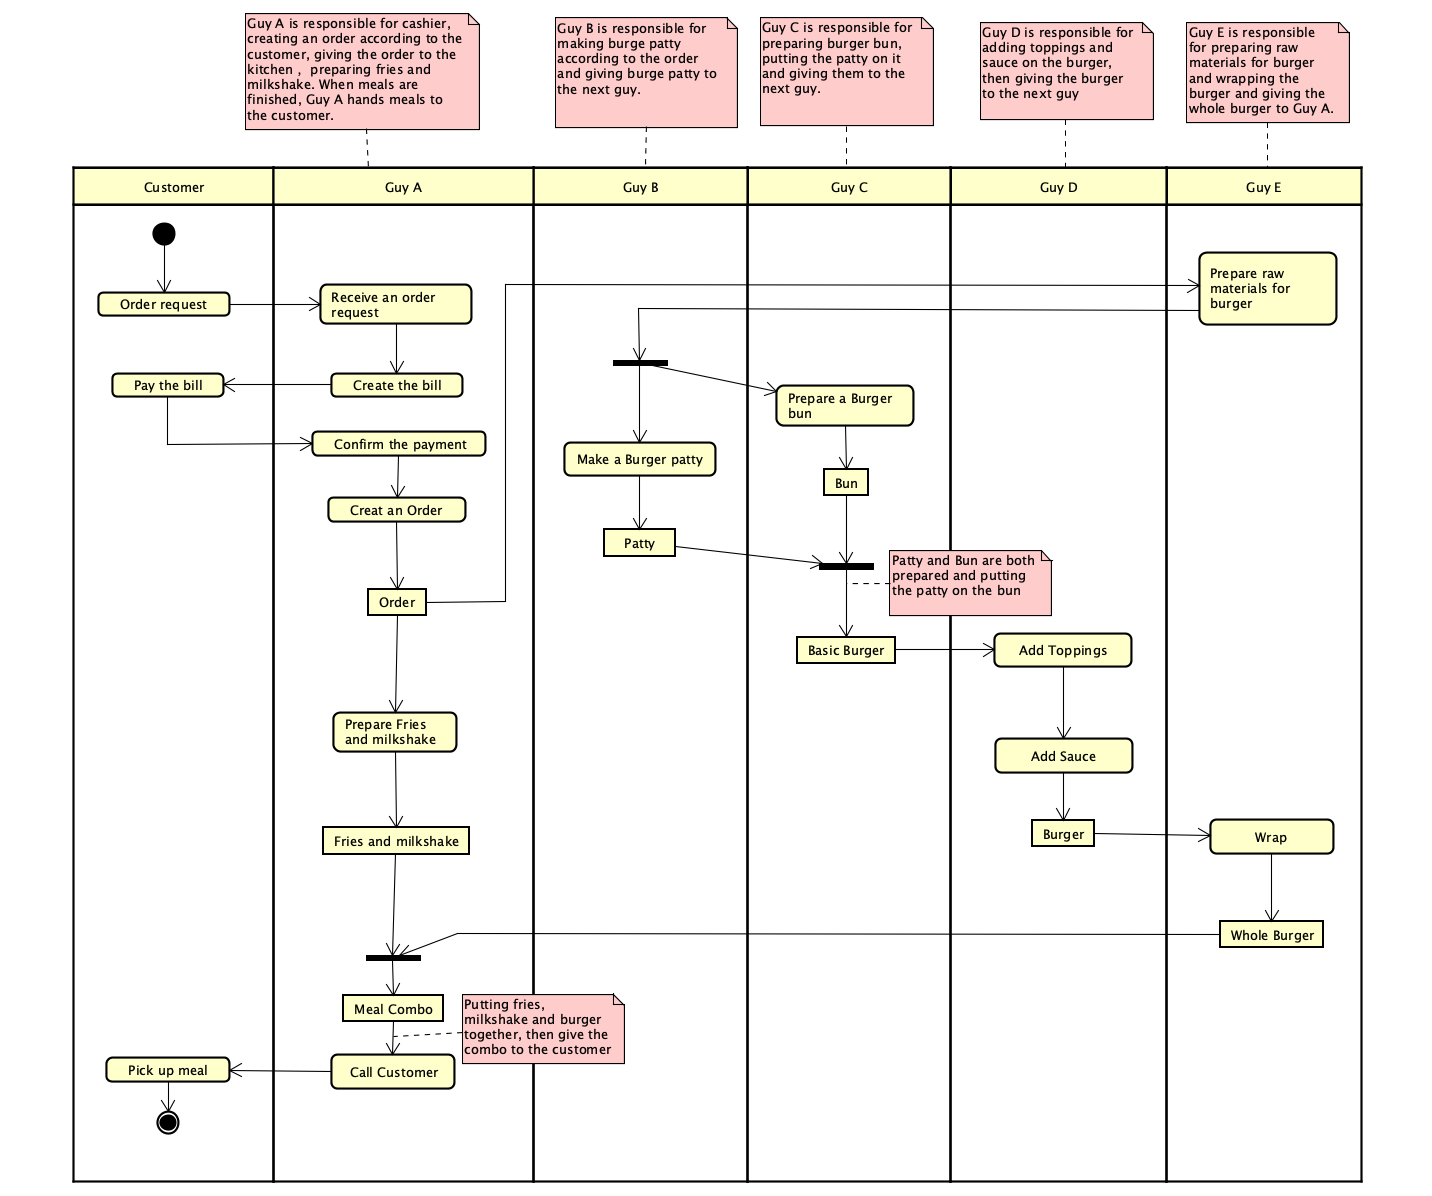 Guy A is responsible for cashier,
creating an order according to the
customer, giving the order to the
kitchen , preparing fries and
milkshake. When meals are
finished, Guy A hands meals to
the customer.
Guy B is responsible for
making burge patty
according to the order
and giving burge patty to
the next guy.
Guy C is responsible for
preparing burger bun,
putting the patty on it
and giving them to the
next guy.
Guy D is responsible for
adding toppings and
sauce on the burger,
then giving the burger
to the next guy
Guy E is responsible
for preparing raw
materials for burger
and wrapping the
burger and giving the
whole burger to Guy A.
Customer
Guy A
Guy B
Guy C
Guy D
Guy E
Order request
Receive an order
request
Prepare raw
materials for
burger
Pay the bill
Create the bill
Prepare a Burger
bun
Confirm the payment
Make a Burger patty
Bun
Creat an Order
Patty
Patty and Bun are both
prepared and putting
the patty on the bun
Order
Basic Burger
Add Toppings
Prepare Fries
and milkshake
Add Sauce
Fries and milkshake
Burger
Wrap
Whole Burger
Meal Combo
Putting fries,
milkshake and burger
together, then give the
combo to the customer
Pick up meal
Call Customer